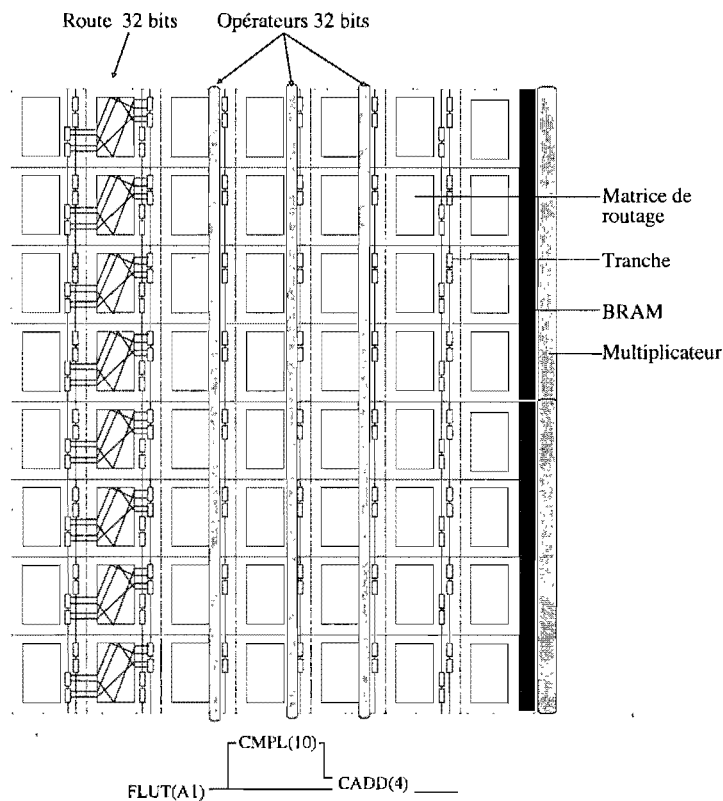 Route 32 bits
Opérateurs 32 bits
Matrice de
routage
Tranche
BRAM
Multiplicateur
CMPL(10)
FLUT(A1)
CADD(4)